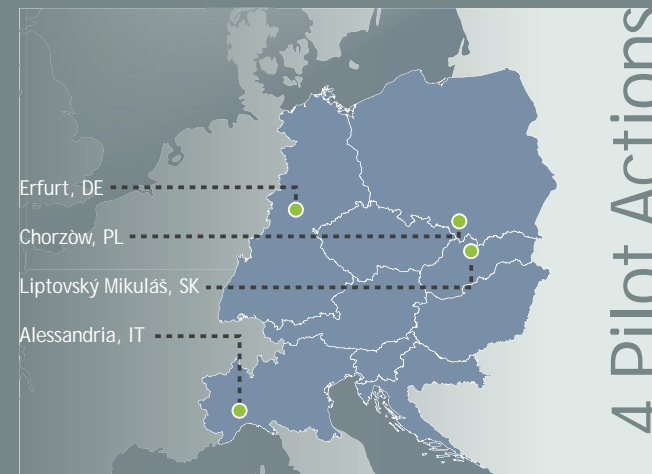 Erfurt, DE
Chorzòw, PL
Liptovský Mikuláš, SK
Alessandria, IT
4 Pilot Actions